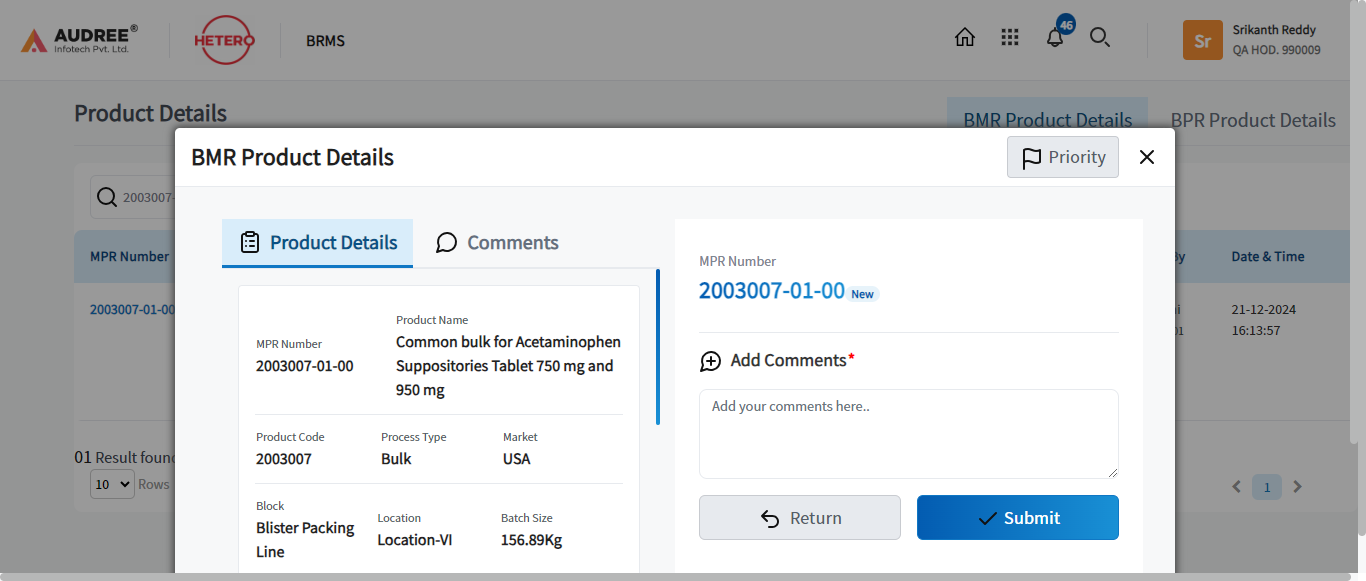 AUDREE®
Infotech Pvt. Ltd.
HETERO
BRMS
46
Sr
Srikanth Reddy
QA HOD. 990009
Product Details
BMR Product Details
BPR Product Details
2003007-
MPR Number
By
Date & Time
2003007-01-00
21-12-2024
16:13:57
01 Result found
10
Rows
1
BMR Product Details
Priority
Product Details
Comments
MPR Number
2003007-01-00
Product Name
Common bulk for Acetaminophen
Suppositories Tablet 750 mg and
950 mg
Product Code
2003007
Process Type
Bulk
Market
USA
Block
Blister Packing
Line
Location
Location-VI
Batch Size
156.89Kg
MPR Number
2003007-01-00 New
Add Comments*
Add your comments here..
Return
Submit